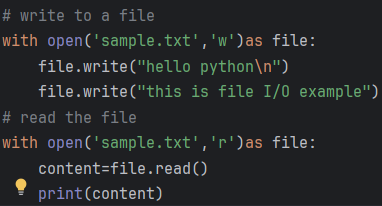 # write to a file
with open('sample.txt','w')as file:
    file.write("hello python\n")
    file.write("this is file I/O example")
# read the file
with open('sample.txt','r')as file:
    content=file.read()
    print(content)